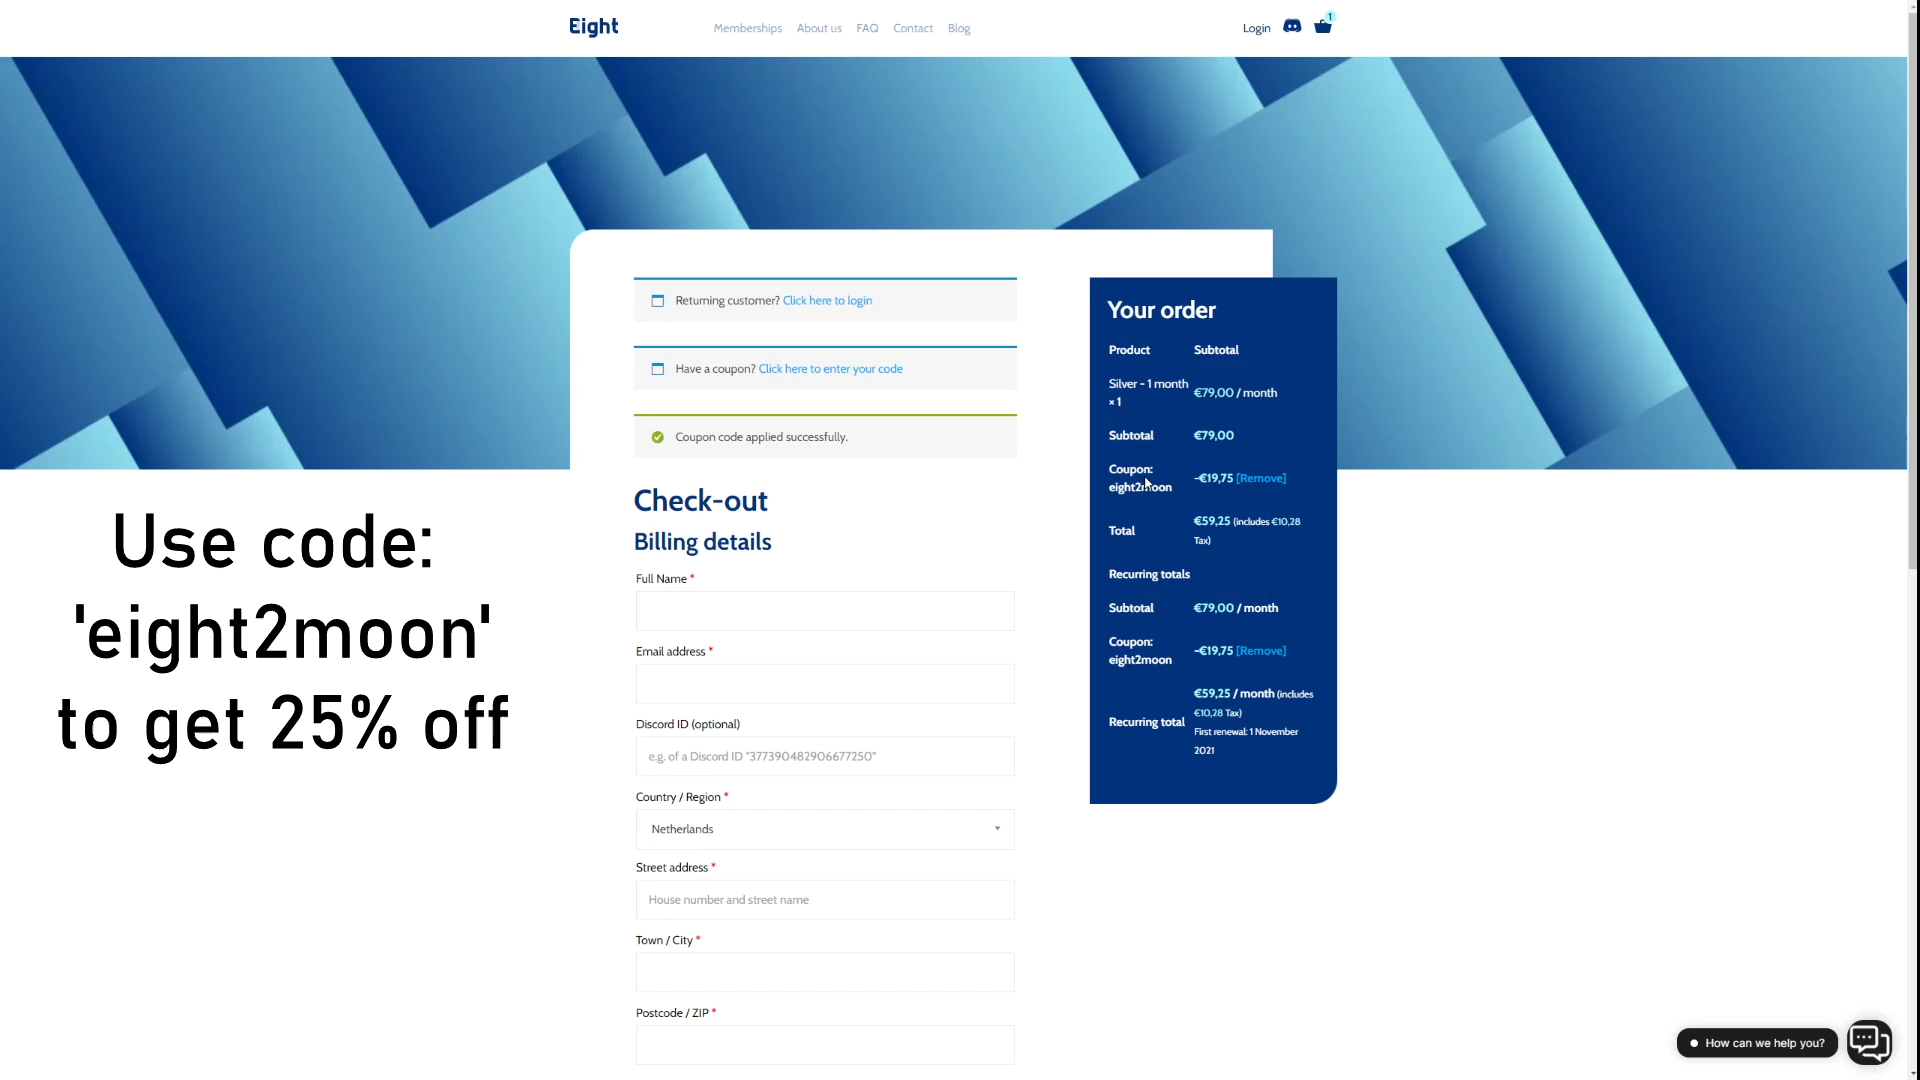 Eight
Memberships
About us
FAQ
Contact
Blog
Login
1
Returning customer? Click here to login
Have a coupon? Click here to enter your code
Coupon code applied successfully.
Check-out
Billing details
Full Name *
Email address *
Discord ID (optional)
e.g. of a Discord ID "377390482906677250"
Country / Region *
Netherlands
Street address *
House number and street name
Town / City *
Postcode / ZIP *
Your order
Product Subtotal
Silver - 1 month
× 1
€79,00 / month
Subtotal €79,00
Coupon:
eight2moon
-€19,75 [Remove]
Total
€59,25 (includes €10,28
Tax)
Recurring totals
Subtotal €79,00 / month
Coupon:
eight2moon
-€19,75 [Remove]
Recurring total
€59,25 / month (includes
€10,28 Tax)
First renewal: 1 November
2021
Use code:
'eight2moon'
to get 25% off
How can we help you?